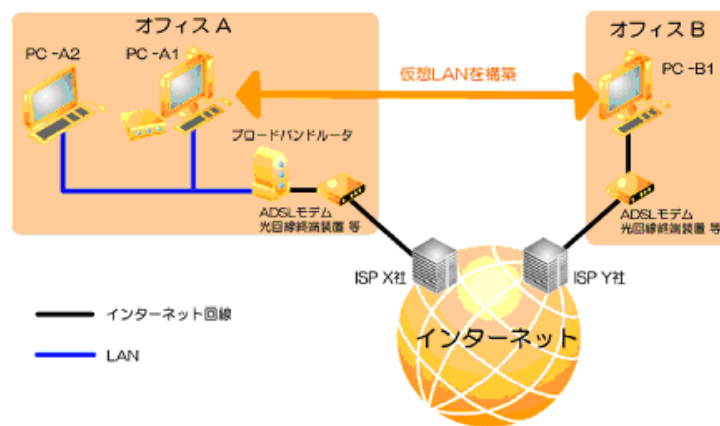 オフィス A
オフィス B
PC -A2
PC -A1
PC -B1
仮想LANを構築
ブロードバンドルータ
ADSLモデム
光回線終端装置 等
ADSLモデム
光回線終端装置 等
ISP X社
ISP Y社
インターネット回線
インターネット
LAN